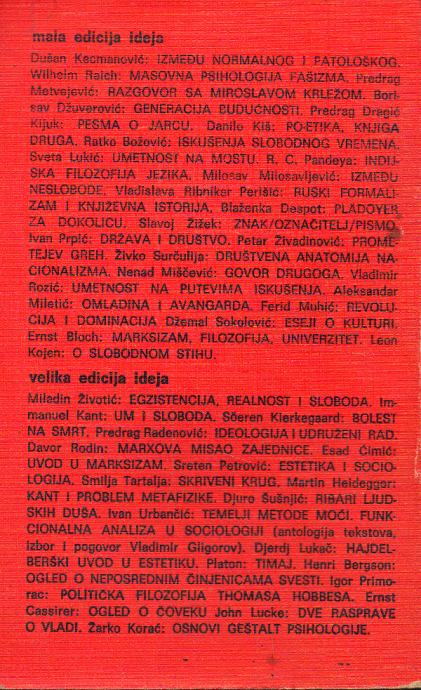 mala edicija ideja
Dušan Kecmanović: IZMEĐU NORMALNOG I PATOLOŠKOG.
Wilhelm Reich: MASOVNA PSIHOLOGIJA FAŠIZMA. Predrag
Matvejević: RAZGOVOR SA MIROSLAVOM KRLEŽOM. Bori-
sav Džuverović: GENERACIJA BUDUĆNOSTI. Predrag Dragić
Kijuk: PESMA O JARCU. Danilo Kiš: PO-ETIKA, KNJIGA
DRUGA. Ratko Božović: ISKUŠENJA SLOBODNOG VREMENA.
Sveta Lukić: UMETNOST NA MOSTU. R. C. Pandeya: INDIJ-
SKA FILOZOFIJA JEZIKA. Milosav Milosavljević: IZMEĐU
NESLOBODE. Vladislava Ribnikar Perišić: RUSKI FORMALI-
ZAM I KNJIŽEVNA ISTORIJA. Blaženka Despot: PLADOYER
ZA DOKOLICU. Slavoj Žižek: ZNAK/OZNAČITELJ/PISMO.
Ivan Prpić: DRŽAVA I DRUŠTVO. Petar Živadinović: PROME-
TEJEV GREH. Živko Surčulija: DRUŠTVENA ANATOMIJA NA-
CIONALIZMA. Nenad Miščević: GOVOR DRUGOGA. Vladimir
Rozić: UMETNOST NA PUTEVIMA ISKUŠENJA. Aleksandar
Miletić: OMLADINA I AVANGARDA. Ferid Muhić: REVOLU-
CIJA I DOMINACIJA Džemal Sokolović: ESEJI O KULTURI.
Ernst Bloch: MARKSIZAM, FILOZOFIJA, UNIVERZITET. Leon
Kojen: O SLOBODNOM STIHU.
velika edicija ideja
Miladin Životić: EGZISTENCIJA, REALNOST I SLOBODA. Im-
manuel Kant: UM I SLOBODA. Söeren Kierkegaard: BOLEST
NA SMRT. Predrag Radenović: IDEOLOGIJA I UDRUŽENI RAD.
Davor Rodin: MARXOVA MISAO ZAJEDNICE. Esad Ćimić:
UVOD U MARKSIZAM. Sreten Petrović: ESTETIKA I SOCIO-
LOGIJA. Smilja Tartalja: SKRIVENI KRUG. Martin Heidegger:
KANT I PROBLEM METAFIZIKE. Djuro Šušnjić: RIBARI LJUD-
SKIH DUŠA. Ivan Urbančić: TEMELJI METODE MOĆI. FUNK-
CIONALNA ANALIZA U SOCIOLOGIJI (antologija tekstova,
izbor i pogovor Vladimir Gligorov). Djerdj Lukač: HAJDEL-
BERŠKI UVOD U ESTETIKU. Platon: TIMAJ. Henri Bergson:
OGLED O NEPOSREDNIM ČINJENICAMA SVESTI. Igor Primo-
rac: POLITIČKA FILOZOFIJA THOMASA HOBBESA. Ernst
Cassirer: OGLED O ČOVEKU John Lucke: DVE RASPRAVE
O VLADI. Žarko Korać: OSNOVI GEŠTALT PSIHOLOGIJE.